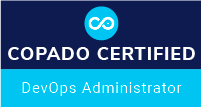 COPADO CERTIFIED
DevOps Administrator